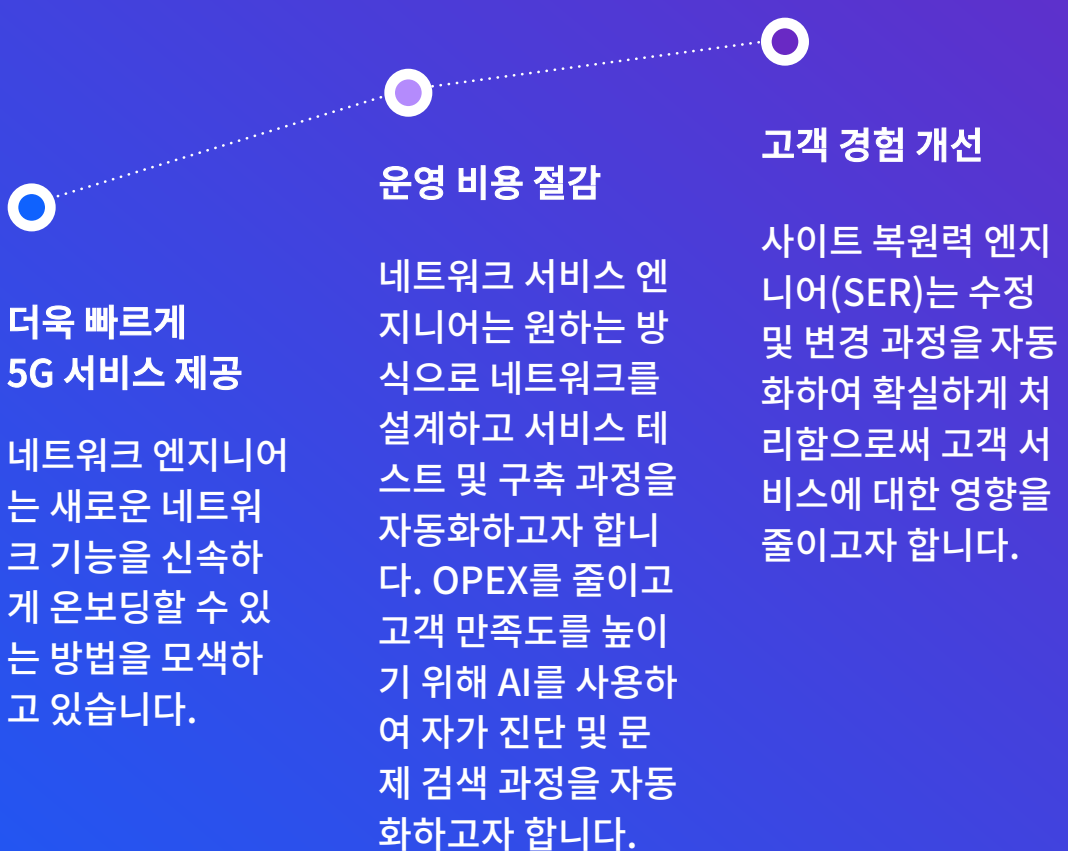 더욱 빠르게
5G 서비스 제공
네트워크 엔지니어
는 새로운 네트워
크 기능을 신속하
게 온보딩할 수 있
는 방법을 모색하
고 있습니다.
운영 비용 절감
네트워크 서비스 엔
지니어는 원하는 방
식으로 네트워크를
설계하고 서비스 테
스트 및 구축 과정을
자동화하고자 합니
다. OPEX를 줄이고
고객 만족도를 높이
기 위해 AI를 사용하
여 자가 진단 및 문
제 검색 과정을 자동
화하고자 합니다.
고객 경험 개선
사이트 복원력 엔지
니어(SER)는 수정
및 변경 과정을 자동
화하여 확실하게 처
리함으로써 고객 서
비스에 대한 영향을
줄이고자 합니다.